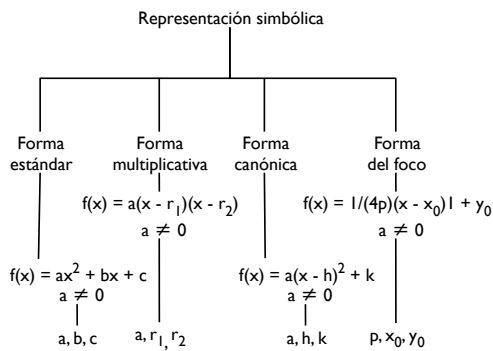 Representación simbólica
Forma
estándar
Forma
multiplicativa
Forma
canónica
Forma
del foco
f(x) = a(x - r₁)(x - r₂)
a ≠ 0
f(x) = 1/(4p)(x - x₀)1 + y₀
a ≠ 0
f(x) = ax² + bx + c
a ≠ 0
f(x) = a(x - h)² + k
a ≠ 0
a, b, c
a, r₁, r₂
a, h, k
p, x₀, y₀